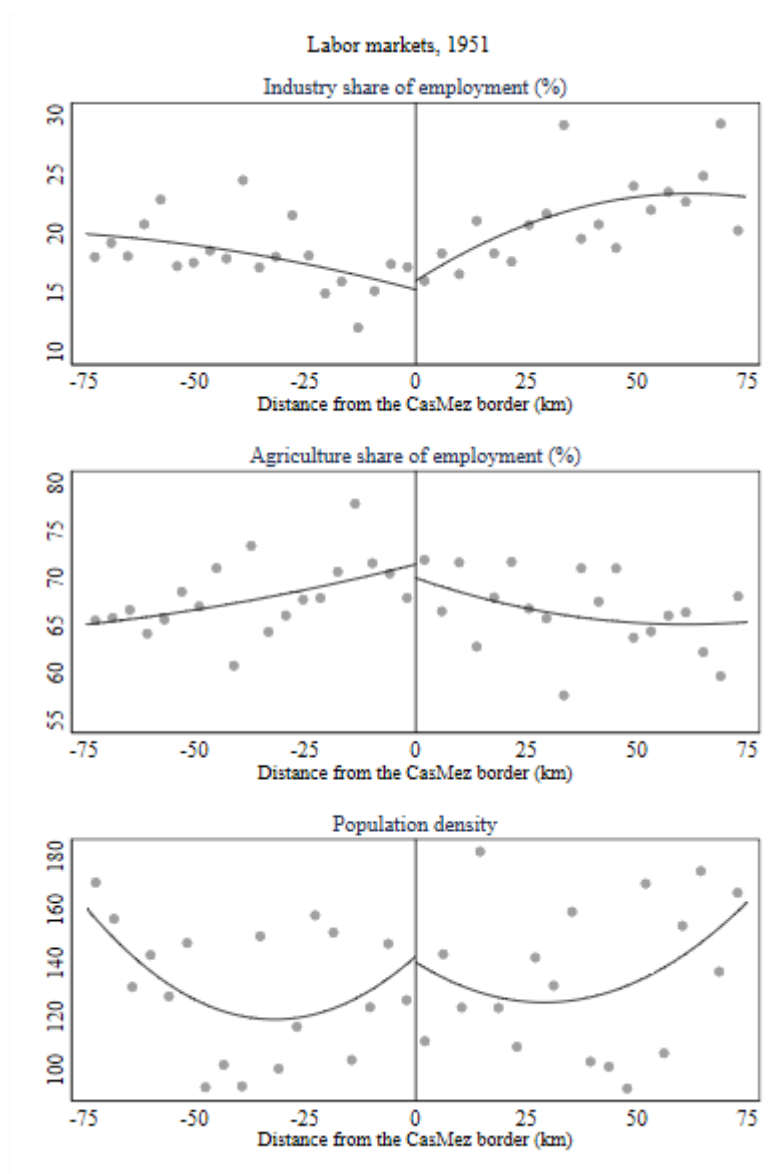 Labor markets, 1951
Industry share of employment (%)
30
25
20
15
10
-75 -50 -25 0 25 50 75
Distance from the CasMez border (km)
Agriculture share of employment (%)
80
75
70
65
60
55
-75 -50 -25 0 25 50 75
Distance from the CasMez border (km)
Population density
180
160
140
120
100
-75 -50 -25 0 25 50 75
Distance from the CasMez border (km)